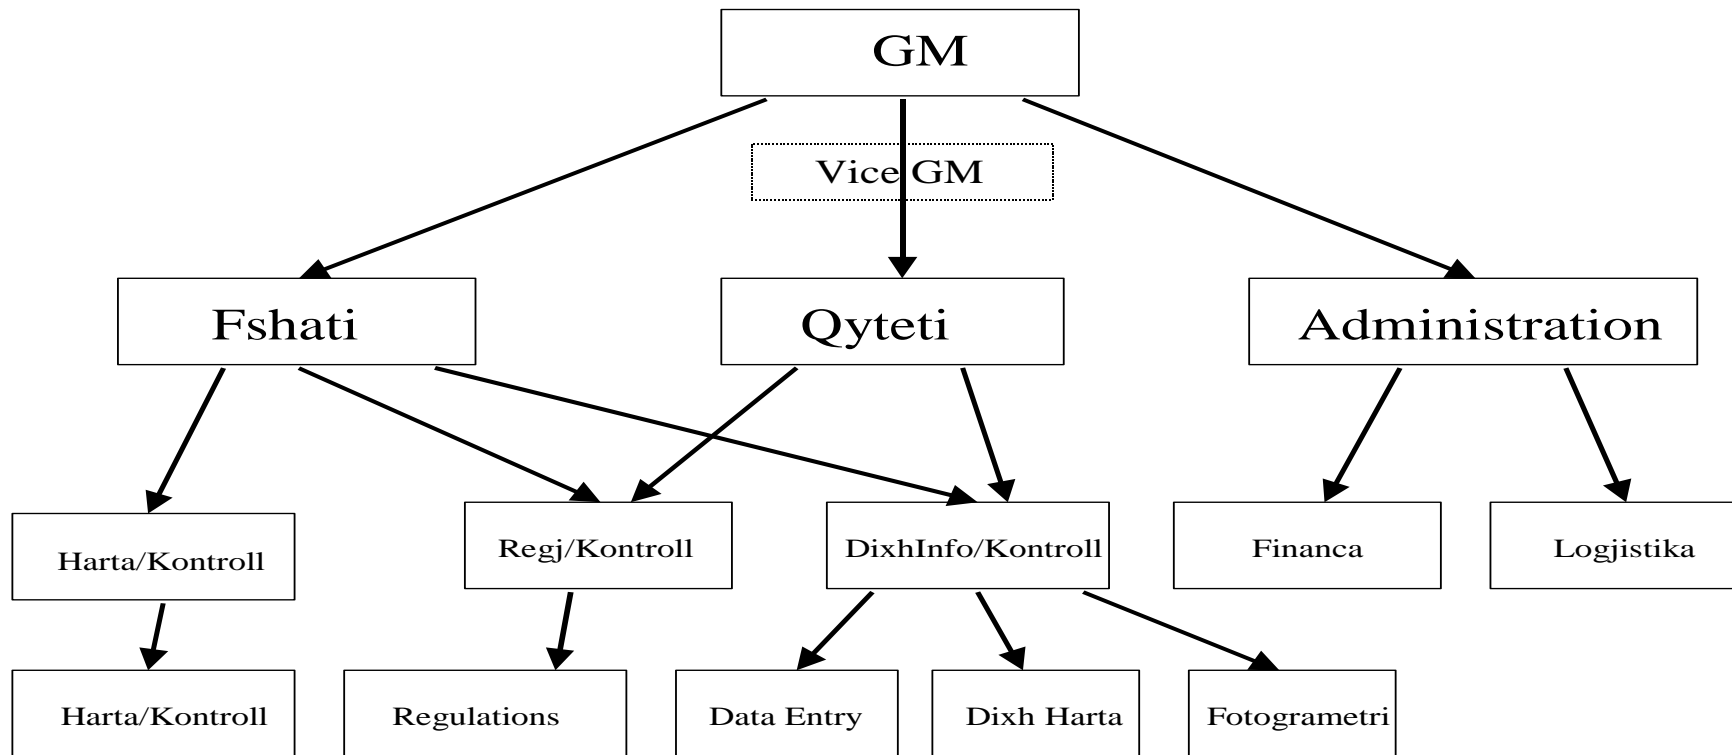 GM
Vice GM
Fshati
Qyteti
Administration
Harta/Kontroll
Regj/Kontroll
DixhInfo/Kontroll
Financa
Logjistika
Harta/Kontroll
Regulations
Data Entry
Dixh Harta
Fotogrametri